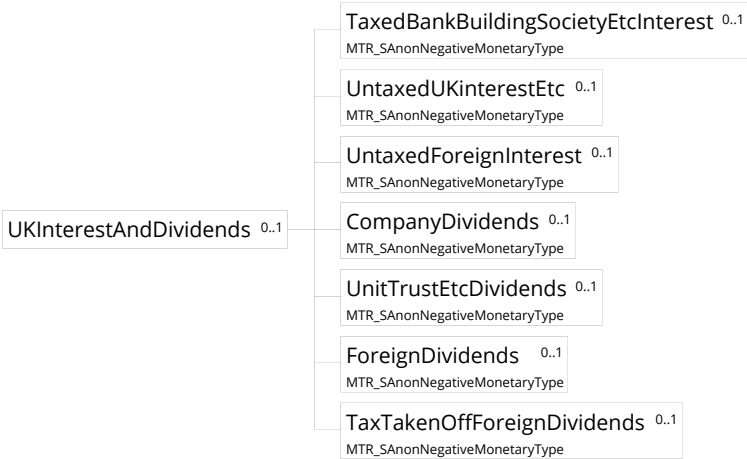 TaxedBankBuildingSocietyEtcInterest 0..1
MTR_SAnonNegativeMonetaryType
UntaxedUKinterestEtc 0..1
MTR_SAnonNegativeMonetaryType
UntaxedForeignInterest 0..1
MTR_SAnonNegativeMonetaryType
UKInterestAndDividends 0..1
CompanyDividends 0..1
MTR_SAnonNegativeMonetaryType
UnitTrustEtcDividends 0..1
MTR_SAnonNegativeMonetaryType
ForeignDividends 0..1
MTR_SAnonNegativeMonetaryType
TaxTakenOffForeignDividends 0..1
MTR_SAnonNegativeMonetaryType